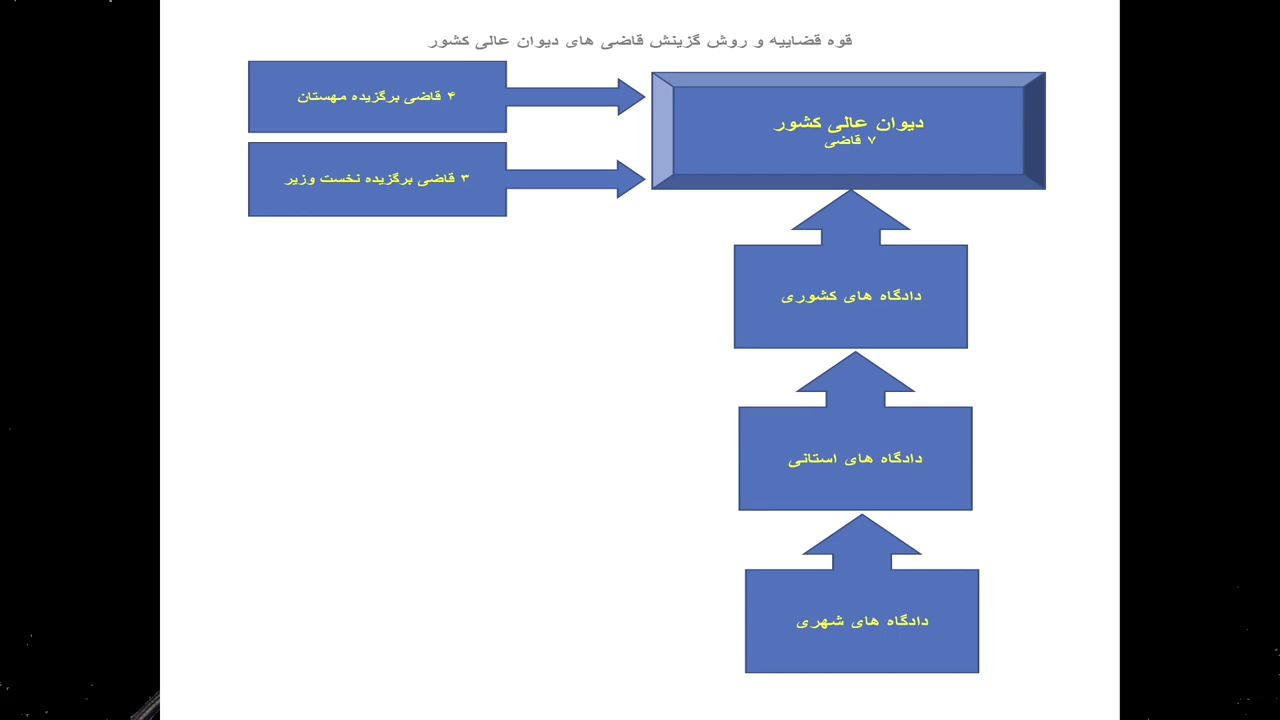 قوه قضاییه و روش گزینش قاضی های دیوان عالی کشور
۴ قاضی برگزیده مهستان
دیوان عالی کشور
۷ قاضی
۳ قاضی برگزیده نخست وزیر
دادگاه های کشوری
دادگاه های استانی
دادگاه های شهری